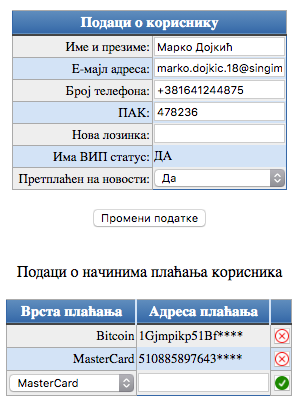 Подаци о кориснику
Име и презиме: Марко Дојкић
Е-мајл адреса: marko.dojkic.18@singim
Број телефона: +381641244875
ПАК: 478236
Нова лозинка:
Има ВИП статус: ДА
Претплаћен на новости: Да
Промени податке
Подаци о начинима плаћања корисника
Врста плаћања Адреса плаћања
Bitcoin 1Gjmpikp51Bf****
MasterCard 510885897643****
MasterCard